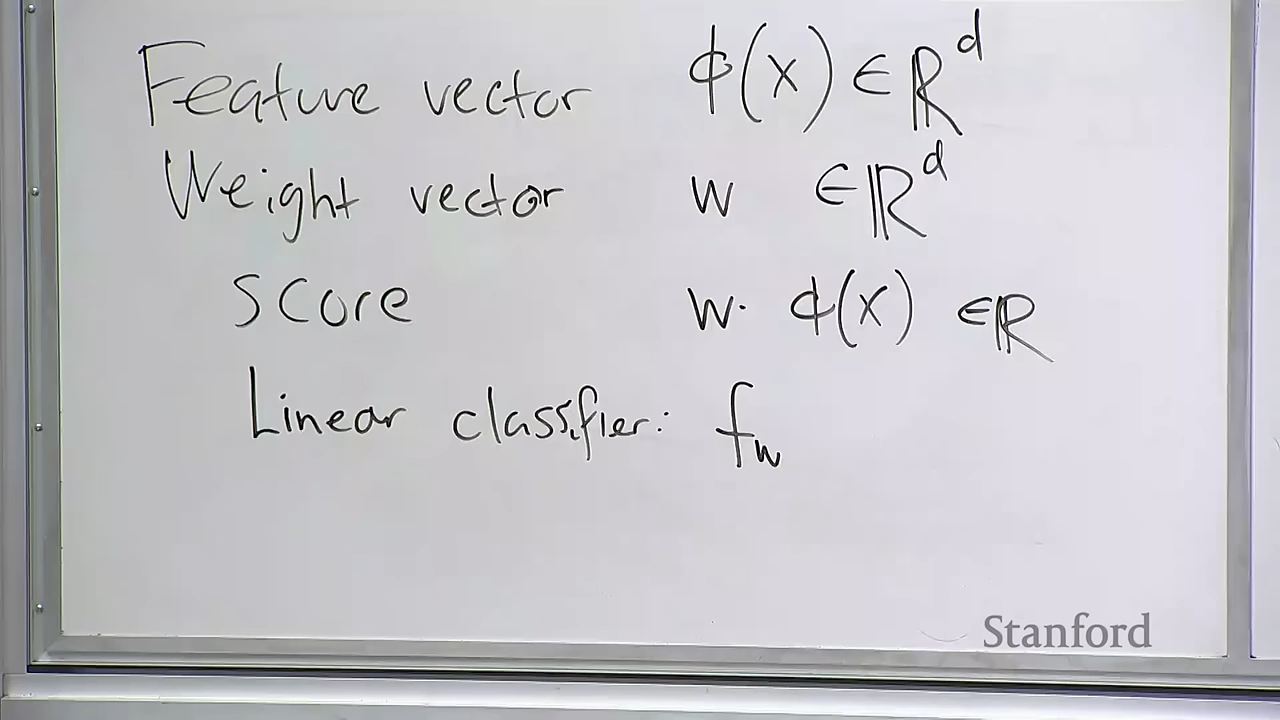 Feature vector ϕ(x) ∈ ℝ^d
Weight vector w ∈ ℝ^d
score w · ϕ(x) ∈ ℝ
Linear classifier: f_w
Stanford